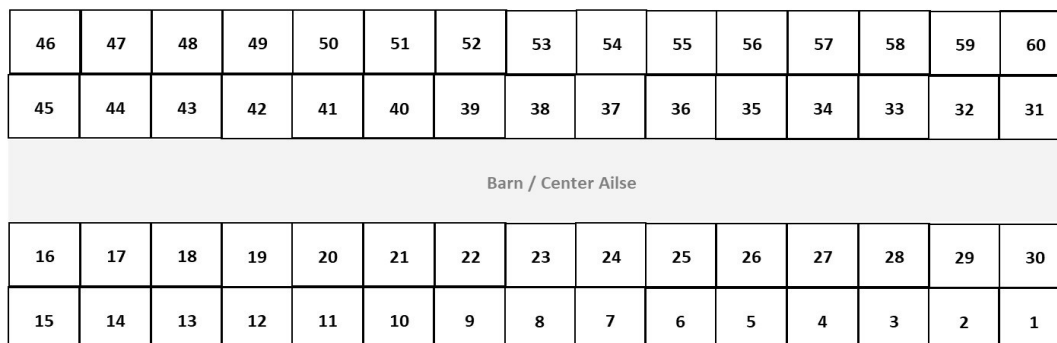 46 47 48 49 50 51 52 53 54 55 56 57 58 59 60
45 44 43 42 41 40 39 38 37 36 35 34 33 32 31
Barn / Center Ailse
16 17 18 19 20 21 22 23 24 25 26 27 28 29 30
15 14 13 12 11 10 9 8 7 6 5 4 3 2 1